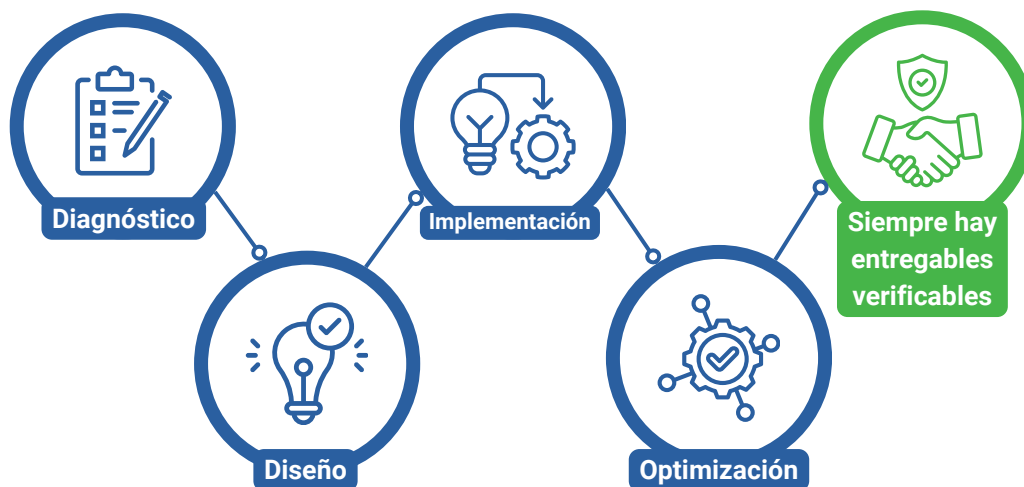 Diagnóstico
Diseño
Implementación
Optimización
Siempre hay
entregables
verificables